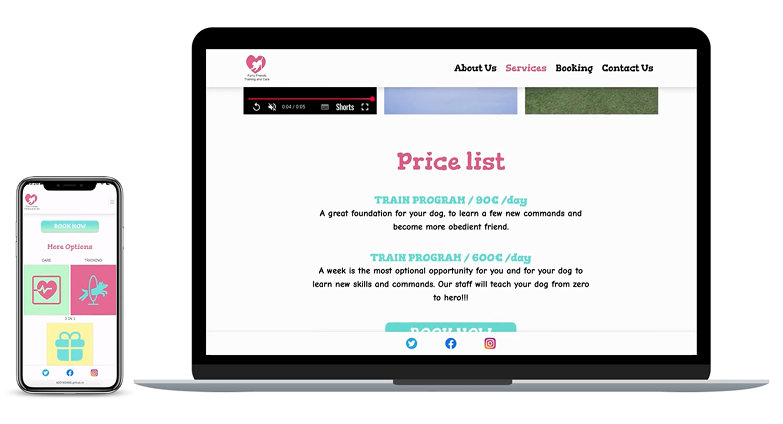 Furry Friends
Training and Care
About Us Services Booking Contact Us
0:04 / 0:05 Shorts
Price list
TRAIN PROGRAM / 90€ /day
A great foundation for your dog, to learn a few new commands and
become more obedient friend.
TRAIN PROGRAM / 600€ /day
A week is the most optional opportunity for you and for your dog to
learn new skills and commands. Our staff will teach your dog from zero
to hero!!!
BOOK NOW
BOOK NOW
More Options
CARE TRAINING
2 IN 1